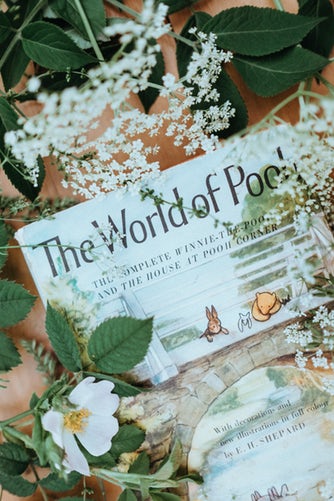 The World of Pooh
THE COMPLETE WINNIE-THE-POOH
AND THE HOUSE AT POOH CORNER
With decorations and
new illustrations in full color
by E. H. SHEPARD